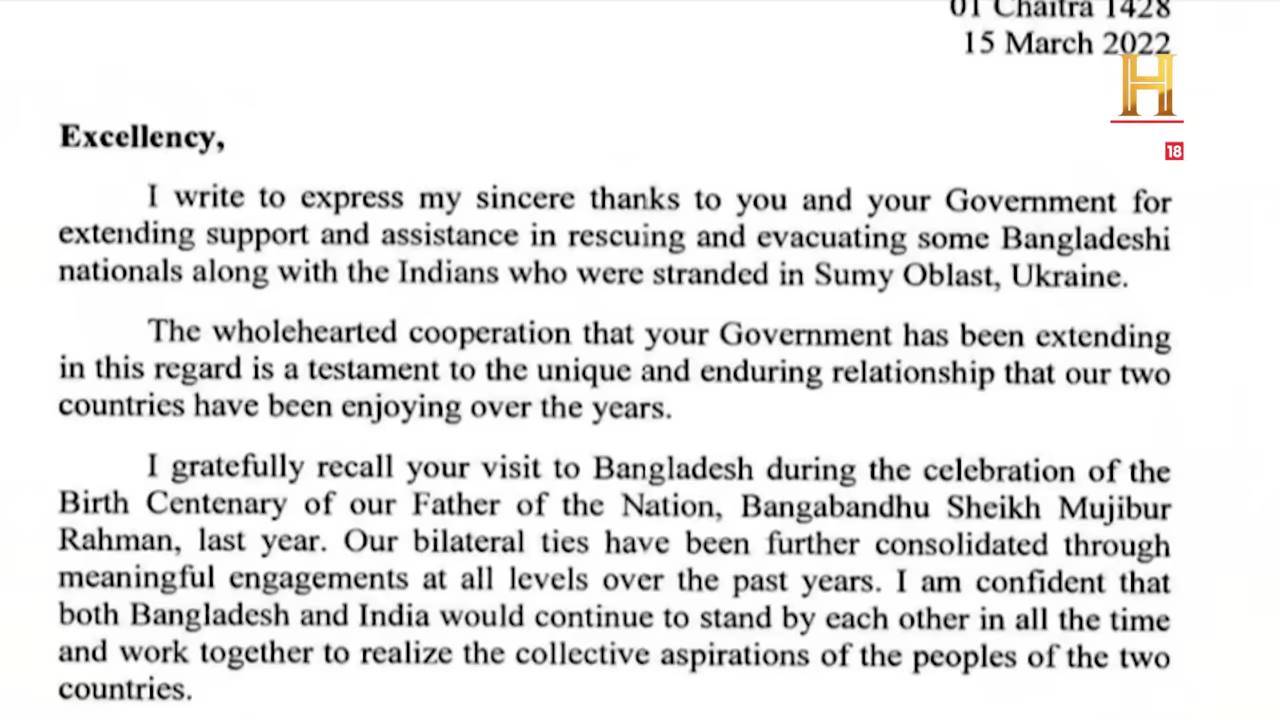 01 Chaitra 1428
15 March 2022
H
18
Excellency,
I write to express my sincere thanks to you and your Government for
extending support and assistance in rescuing and evacuating some Bangladeshi
nationals along with the Indians who were stranded in Sumy Oblast, Ukraine.
The wholehearted cooperation that your Government has been extending
in this regard is a testament to the unique and enduring relationship that our two
countries have been enjoying over the years.
I gratefully recall your visit to Bangladesh during the celebration of the
Birth Centenary of our Father of the Nation, Bangabandhu Sheikh Mujibur
Rahman, last year. Our bilateral ties have been further consolidated through
meaningful engagements at all levels over the past years. I am confident that
both Bangladesh and India would continue to stand by each other in all the time
and work together to realize the collective aspirations of the peoples of the two
countries.